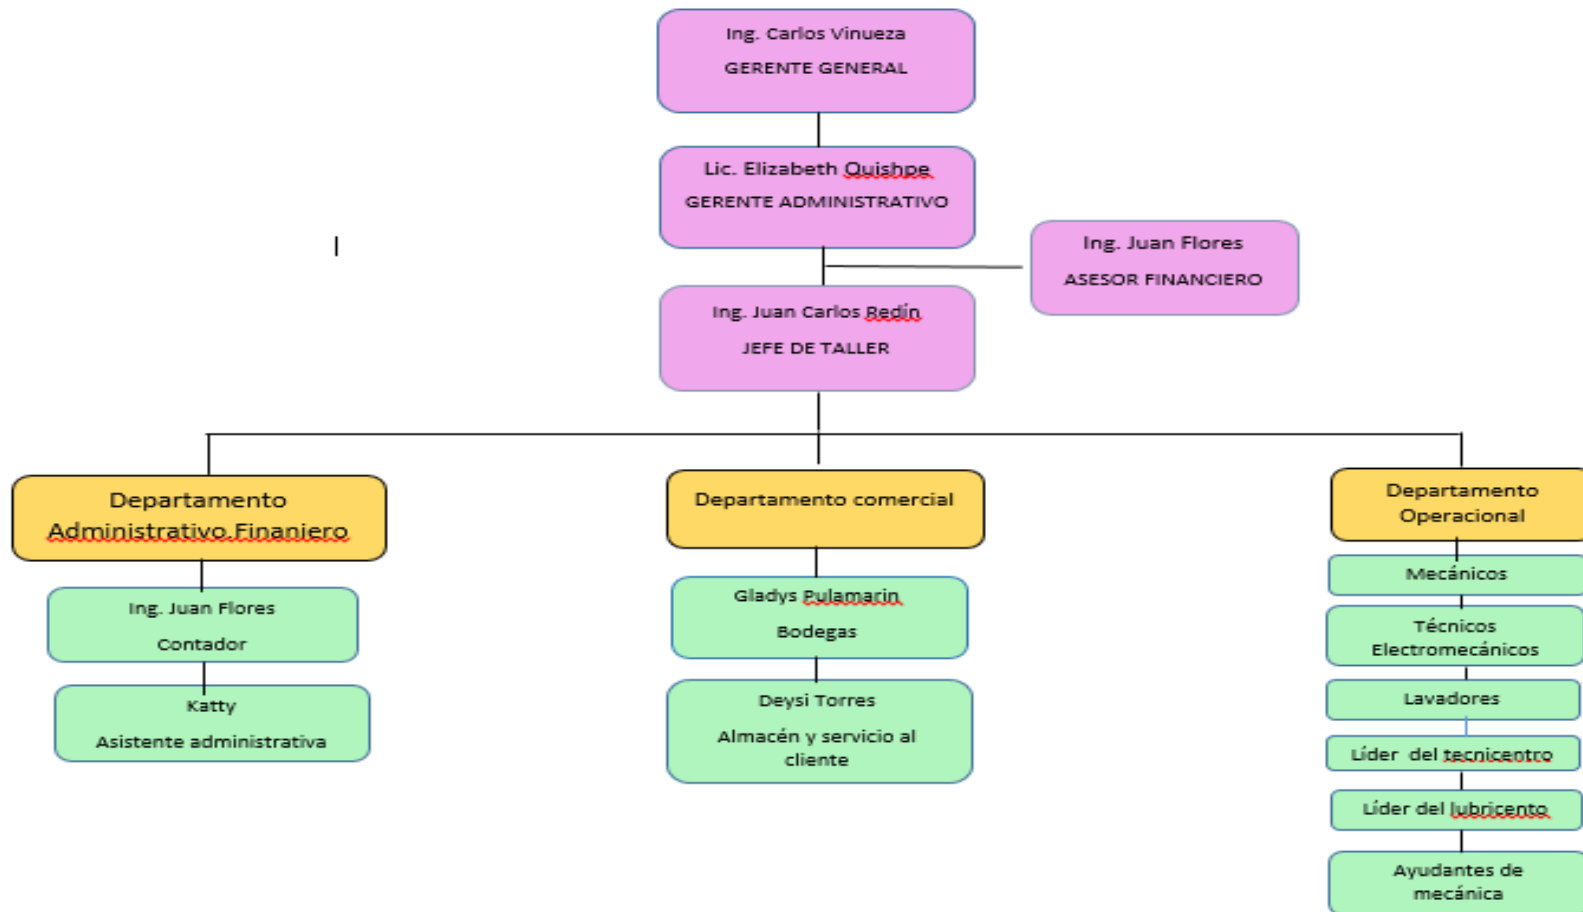 Ing. Carlos Vinueza
GERENTE GENERAL
Lic. Elizabeth Quishpe
GERENTE ADMINISTRATIVO
Ing. Juan Flores
ASESOR FINANCIERO
Ing. Juan Carlos Redín
JEFE DE TALLER
Departamento
Administrativo.Finaniero
Ing. Juan Flores
Contador
Katty
Asistente administrativa
Departamento comercial
Gladys Pulamarin
Bodegas
Deysi Torres
Almacén y servicio al
cliente
Departamento
Operacional
Mecánicos
Técnicos
Electromecánicos
Lavadores
Líder  del tecnicentro
Líder del lubricento
Ayudantes de
mecánica